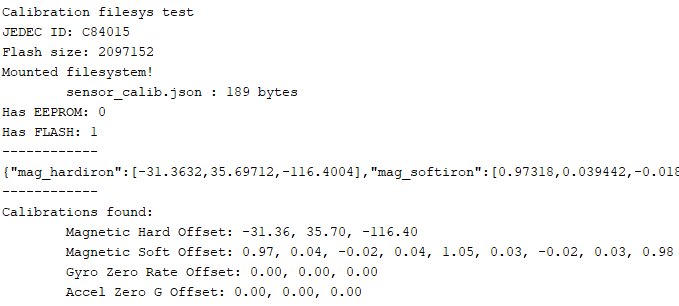 Calibration filesys test
JEDEC ID: C84015
Flash size: 2097152
Mounted filesystem!
sensor_calib.json : 189 bytes
Has EEPROM: 0
Has FLASH: 1
------------
{"mag_hardiron":[-31.3632,35.69712,-116.4004],"mag_softiron":[0.97318,0.039442,-0.018
------------
Calibrations found:
Magnetic Hard Offset: -31.36, 35.70, -116.40
Magnetic Soft Offset: 0.97, 0.04, -0.02, 0.04, 1.05, 0.03, -0.02, 0.03, 0.98
Gyro Zero Rate Offset: 0.00, 0.00, 0.00
Accel Zero G Offset: 0.00, 0.00, 0.00